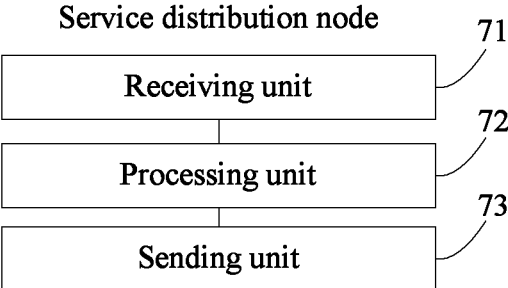 Service distribution node
71
Receiving unit
72
Processing unit
73
Sending unit